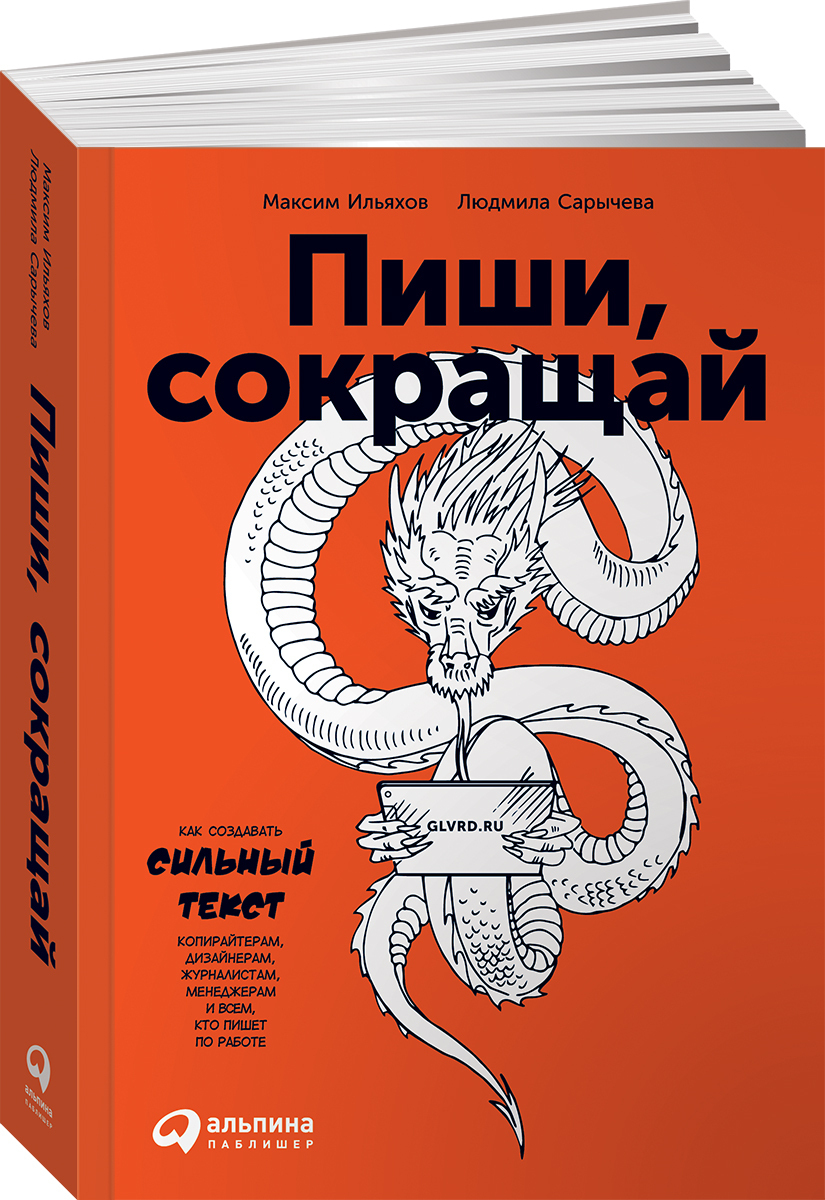 Максим Ильяхов Людмила Сарычева
Пиши,
сокращай
GLVRD.RU
КАК СОЗДАВАТЬ
СИЛЬНЫЙ
ТЕКСТ
КОПИРАЙТЕРАМ,
ДИЗАЙНЕРАМ,
ЖУРНАЛИСТАМ,
МЕНЕДЖЕРАМ
И ВСЕМ,
КТО ПИШЕТ
ПО РАБОТЕ
альпина
ПАБЛИШЕР
Максим Ильяхов
Людмила Сарычева
Пиши, сокращай
альпина
ПАБЛИШЕР